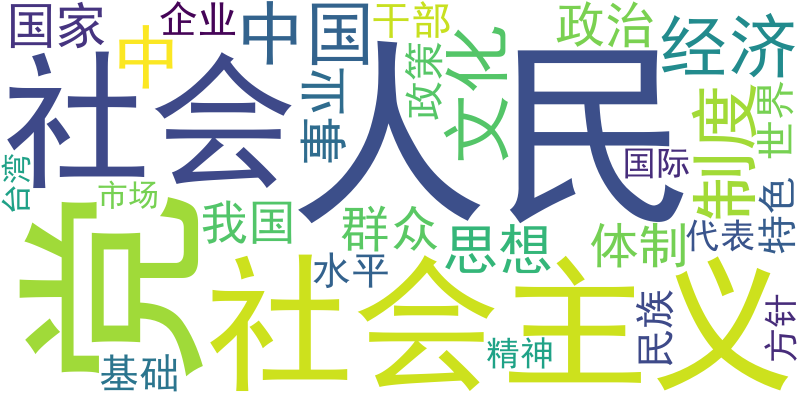 国家
企业
中国
干部
政治
经济
中
社会
人民
事业
政策
文化
制度
世界
台湾
市场
国际
党
我国
群众
思想
体制
代表
特色
水平
社会主义
民族
方针
精神
基础